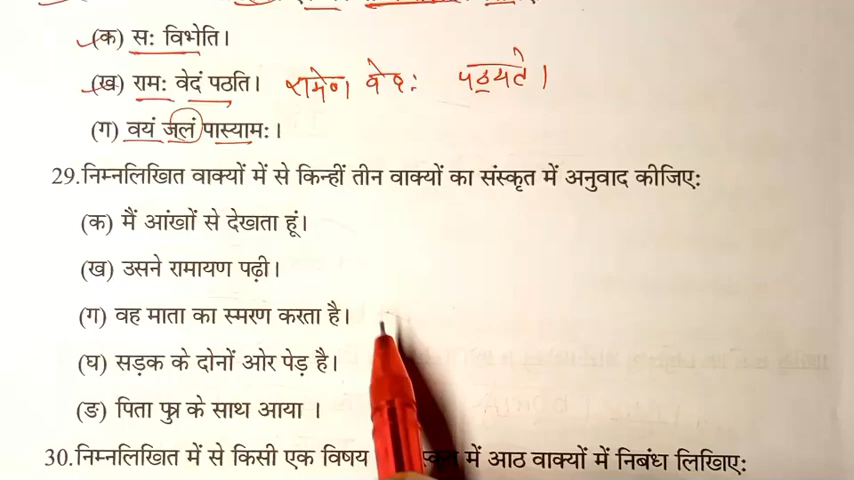 (क) सः विभेति।
(ख) रामः वेदं पठति। रामेण वेदः पठ्यते।
(ग) वयं जलं पास्यामः।
29.निम्नलिखित वाक्यों में से किन्हीं तीन वाक्यों का संस्कृत में अनुवाद कीजिए:
(क) मैं आंखों से देखाता हूं।
(ख) उसने रामायण पढ़ी।
(ग) वह माता का स्मरण करता है।
(घ) सड़क के दोनों ओर पेड़ है।
(ङ) पिता पुत्र के साथ आया ।
30.निम्नलिखित में से किसी एक विषय में आठ वाक्यों में निबंध लिखिए: